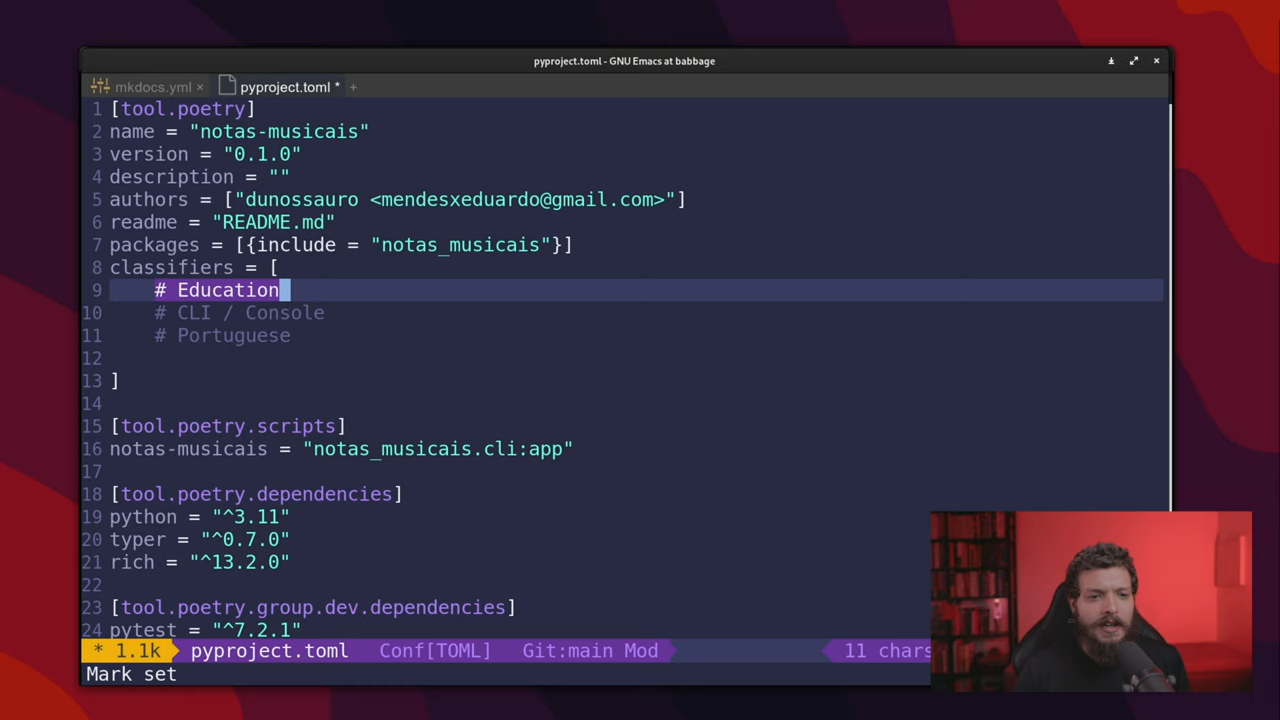 pyproject.toml - GNU Emacs at babbage
mkdocs.yml × pyproject.toml * +
1 [tool.poetry]
2 name = "notas-musicais"
3 version = "0.1.0"
4 description = ""
5 authors = ["dunossauro <mendesxeduardo@gmail.com>"]
6 readme = "README.md"
7 packages = [{include = "notas_musicais"}]
8 classifiers = [
9 # Education
10 # CLI / Console
11 # Portuguese
12
13 ]
14
15 [tool.poetry.scripts]
16 notas-musicais = "notas_musicais.cli:app"
17
18 [tool.poetry.dependencies]
19 python = "^3.11"
20 typer = "^0.7.0"
21 rich = "^13.2.0"
22
23 [tool.poetry.group.dev.dependencies]
24 pytest = "^7.2.1"
* 1.1k pyproject.toml Conf[TOML] Git:main Mod 11 chars
Mark set